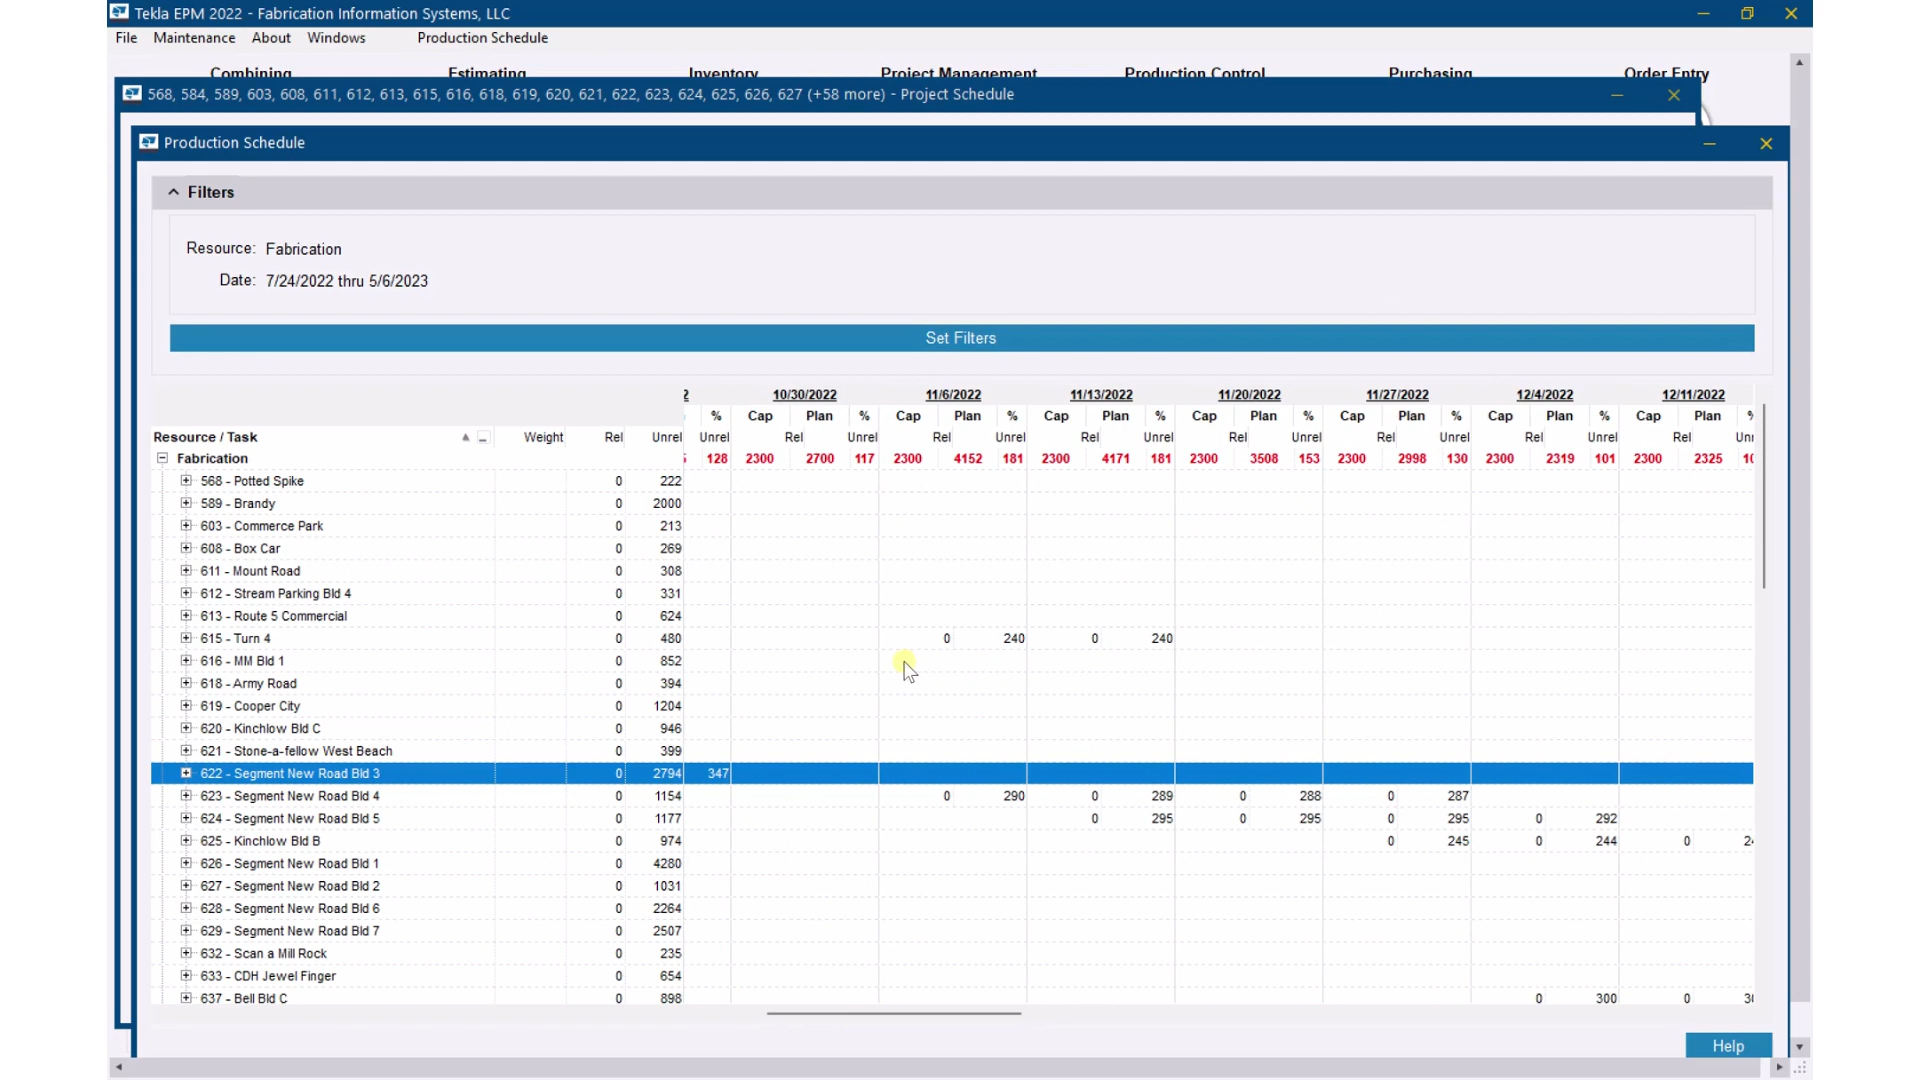 Tekla EPM 2022 - Fabrication Information Systems, LLC
File Maintenance About Windows Production Schedule
Combining Estimating Inventory Project Management Production Control Purchasing Order Entry
568, 584, 589, 603, 608, 611, 612, 613, 615, 616, 618, 619, 620, 621, 622, 623, 624, 625, 626, 627 (+58 more) - Project Schedule
Production Schedule
Filters
Resource: Fabrication
Date: 7/24/2022 thru 5/6/2023
Set Filters
2 10/30/2022 11/6/2022 11/13/2022 11/20/2022 11/27/2022 12/4/2022 12/11/2022
% Cap Plan % Cap Plan % Cap Plan % Cap Plan % Cap Plan % Cap Plan % Cap Plan %
Resource / Task Weight Rel Unrel Unrel Rel Unrel Rel Unrel Rel Unrel Rel Unrel Rel Unrel Rel Unrel Rel
Fabrication 128 2300 2700 117 2300 4152 181 2300 4171 181 2300 3508 153 2300 2998 130 2300 2319 101 2300 2325
568 - Potted Spike 0 222
589 - Brandy 0 2000
603 - Commerce Park 0 213
608 - Box Car 0 269
611 - Mount Road 0 308
612 - Stream Parking Bld 4 0 331
613 - Route 5 Commercial 0 624
615 - Turn 4 0 480 0 240 0 240
616 - MM Bld 1 0 852
618 - Army Road 0 394
619 - Cooper City 0 1204
620 - Kinchlow Bld C 0 946
621 - Stone-a-fellow West Beach 0 399
622 - Segment New Road Bld 3 0 2794 347
623 - Segment New Road Bld 4 0 1154 0 290 0 289 0 288 0 287
624 - Segment New Road Bld 5 0 1177 0 295 0 295 0 295 0 292
625 - Kinchlow Bld B 0 974 0 245 0 244 0
626 - Segment New Road Bld 1 0 4280
627 - Segment New Road Bld 2 0 1031
628 - Segment New Road Bld 6 0 2264
629 - Segment New Road Bld 7 0 2507
632 - Scan a Mill Rock 0 235
633 - CDH Jewel Finger 0 654
637 - Bell Bld C 0 898 0 300 0
Help